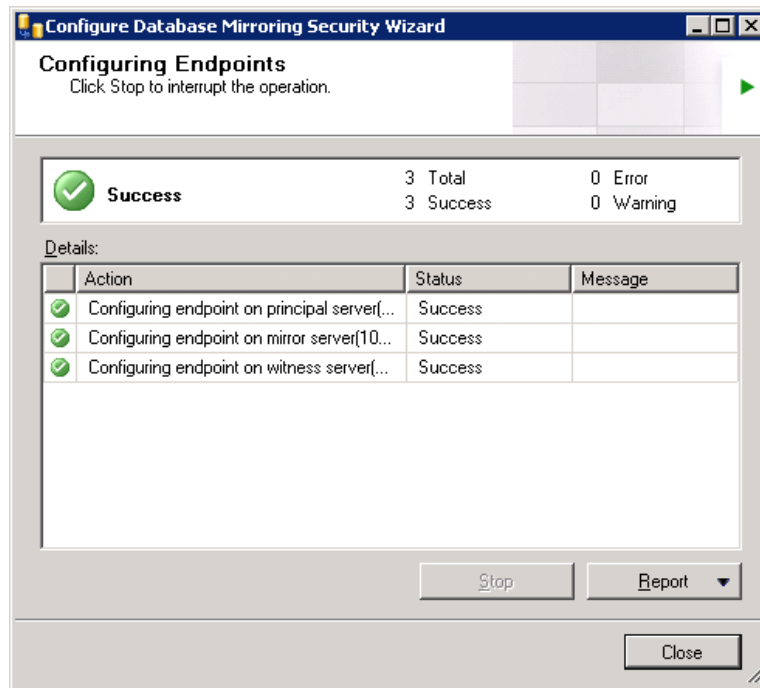 Configure Database Mirroring Security Wizard
Configuring Endpoints
Click Stop to interrupt the operation.
Success
3 Total 0 Error
3 Success 0 Warning
Details:
Action Status Message
Configuring endpoint on principal server(... Success
Configuring endpoint on mirror server(10... Success
Configuring endpoint on witness server(... Success
Stop Report
Close